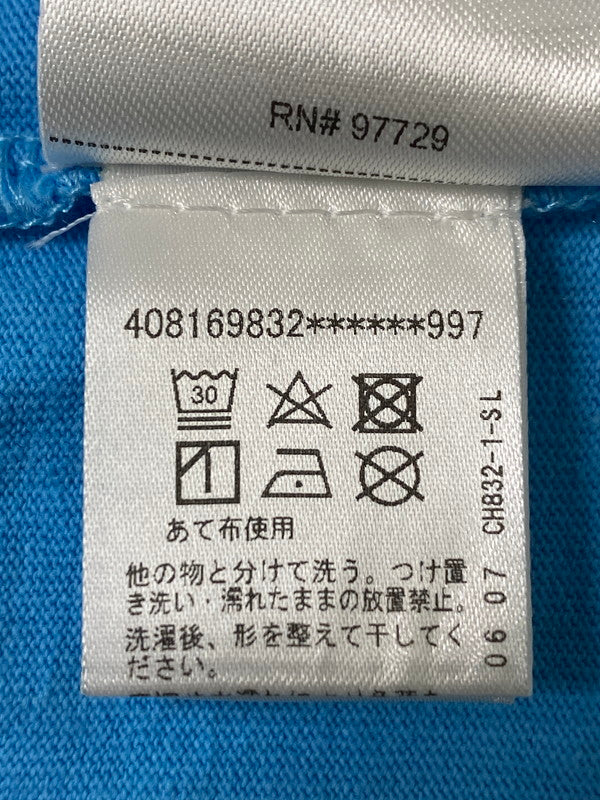 RN# 97729
408169832******997
30
あて布使用
他の物と分けて洗う。つけ置
き洗い・濡れたままの放置禁止。
洗濯後、形を整えて干してく
ださい。
06 07 CH832-1-SL